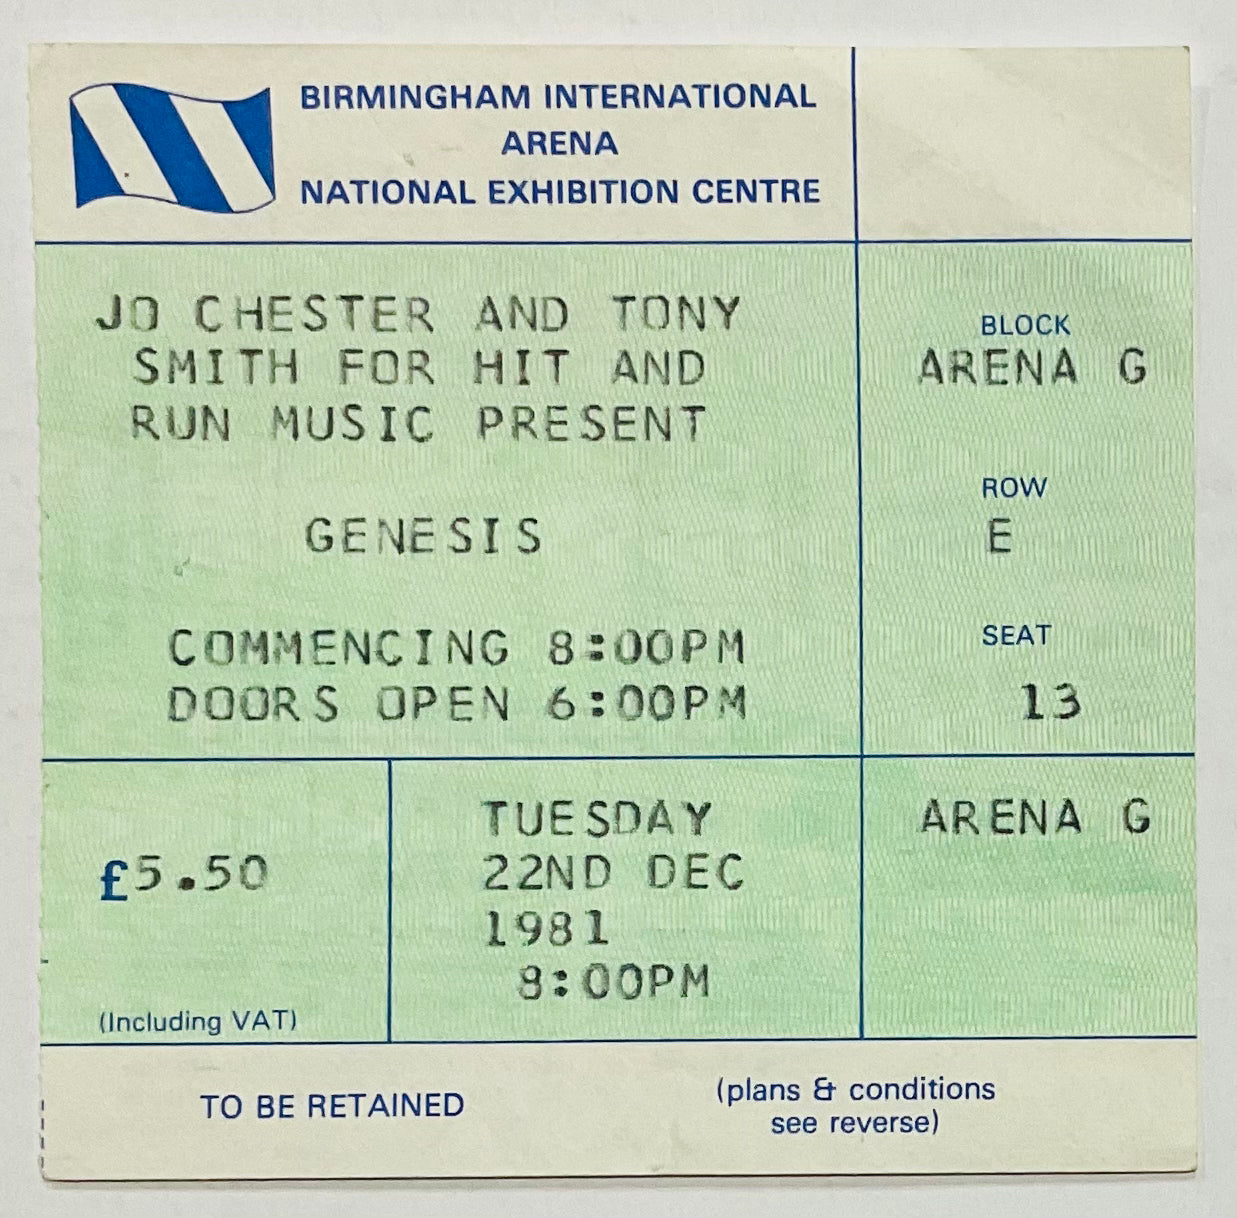 BIRMINGHAM INTERNATIONAL
ARENA
NATIONAL EXHIBITION CENTRE
JO CHESTER AND TONY
SMITH FOR HIT AND
RUN MUSIC PRESENT
GENESIS
COMMENCING 8:00PM
DOORS OPEN 6:00PM
BLOCK
ARENA G
ROW
E
SEAT
13
£5.50
(Including VAT)
TUESDAY
22ND DEC
1981
8:00PM
ARENA G
TO BE RETAINED
(plans & conditions
see reverse)